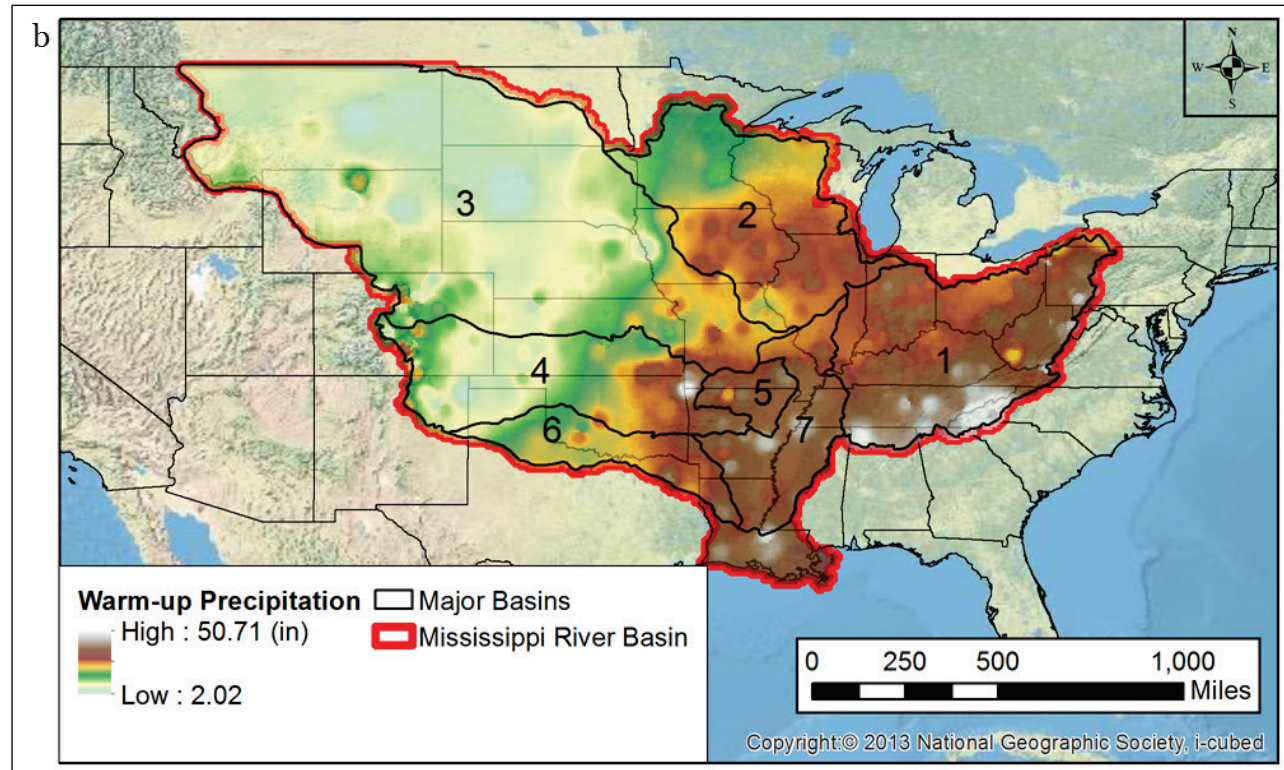 b
N
W E
S
3
2
1
4
5
7
6
Warm-up Precipitation
High : 50.71 (in)
Low : 2.02
Major Basins
Mississippi River Basin
0 250 500 1,000
Miles
Copyright:© 2013 National Geographic Society, i-cubed